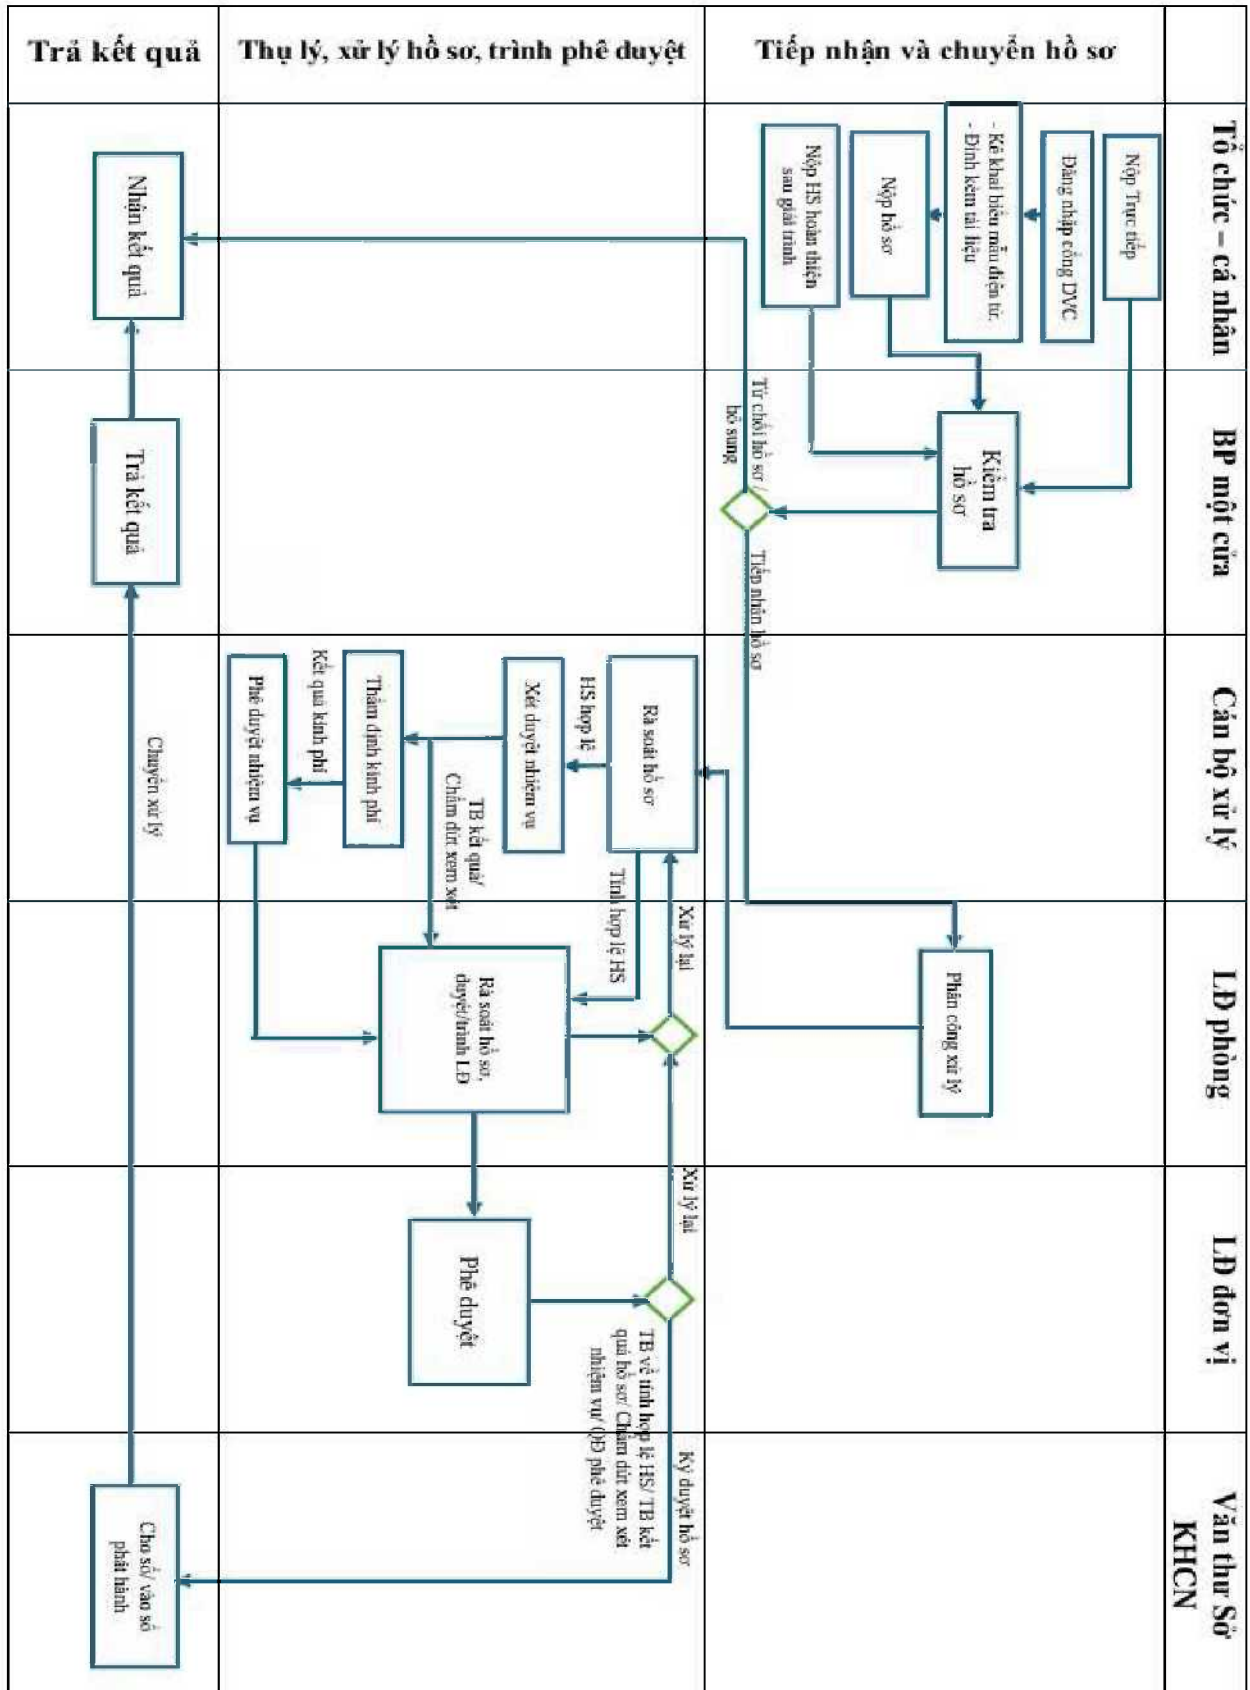 Tổ chức – cá nhân
BP một cửa
Cán bộ xử lý
LĐ phòng
LĐ đơn vị
Văn thư Sở
KHCN
Tiếp nhận và chuyển hồ sơ
Nộp Trực tiếp
Đăng nhập cổng DVC
- Kê khai biểu mẫu điện tử.
- Đính kèm tài liệu
Nộp hồ sơ
Nộp HS hoàn thiện
sau giải trình
Kiểm tra
hồ sơ
Từ chối hồ sơ /
bổ sung
Tiếp nhận hồ sơ
Phân công xử lý
Thụ lý, xử lý hồ sơ, trình phê duyệt
Rà soát hồ sơ
HS hợp lệ
Xét duyệt nhiệm vụ
Thẩm định kinh phí
Kết quả kinh phí
Phê duyệt nhiệm vụ
TB kết quả/
Chấm dứt xem xét
Tính hợp lệ HS
Xử lý lại
Rà soát hồ sơ,
duyệt/trình LĐ
Xử lý lại
Phê duyệt
TB về tính hợp lệ HS/ TB kết
quả hồ sơ/ Chấm dứt xem xét
nhiệm vụ/ QĐ phê duyệt
Ký duyệt hồ sơ
Trả kết quả
Nhận kết quả
Trả kết quả
Chuyển xử lý
Cho số/ vào sổ
phát hành